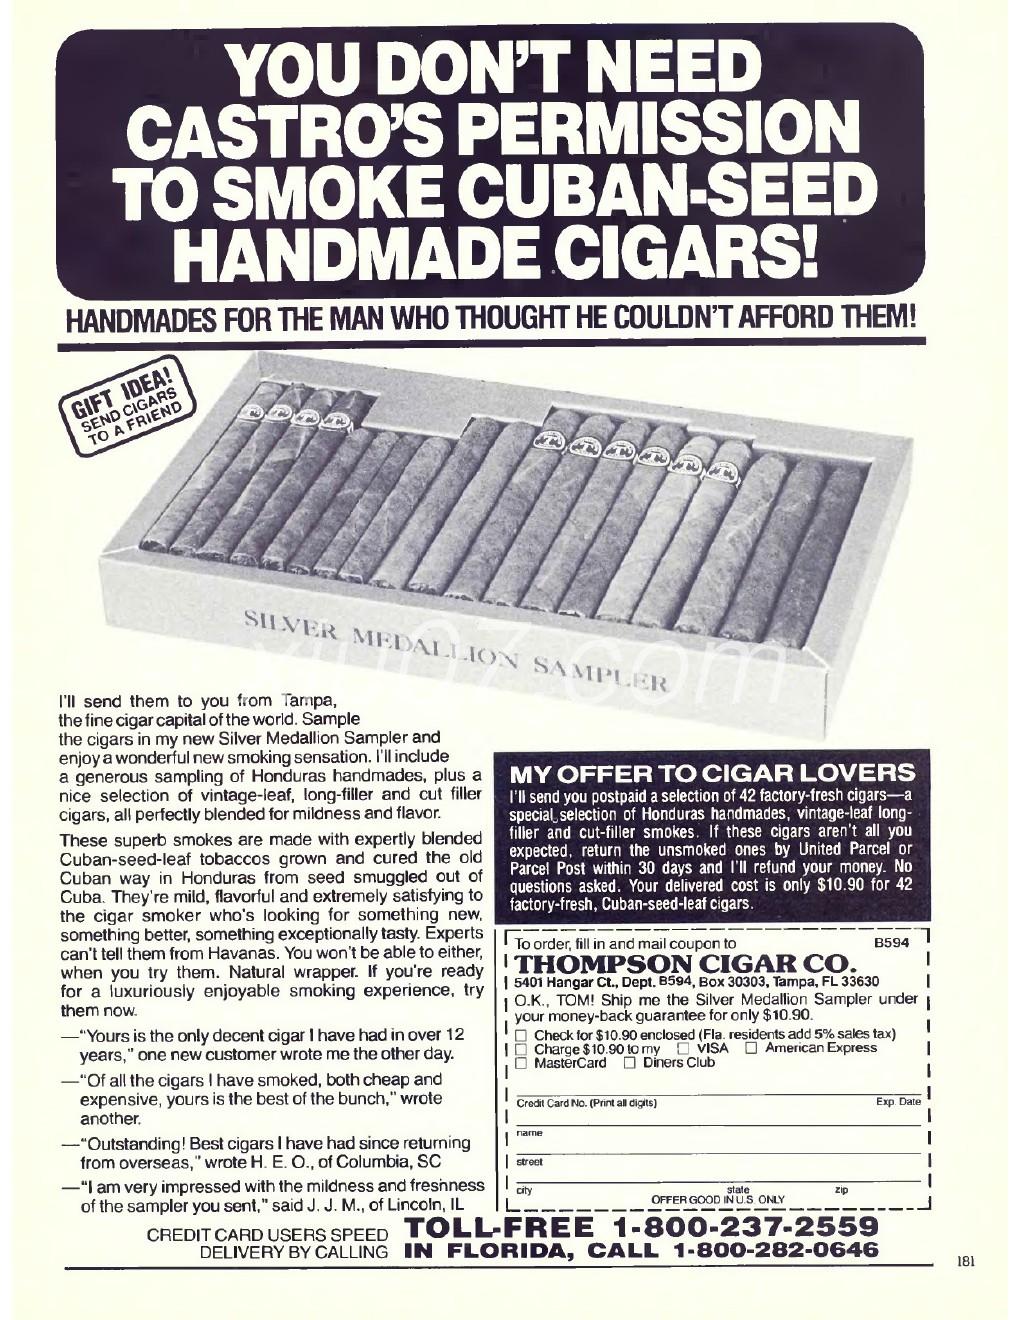 YOU DON'T NEED
CASTRO'S PERMISSION
TO SMOKE CUBAN-SEED
HANDMADE CIGARS!
HANDMADES FOR THE MAN WHO THOUGHT HE COULDN'T AFFORD THEM!
GIFT IDEA!
SEND CIGARS
TO A FRIEND
SILVER MEDALLION SAMPLER
I'll send them to you from Tampa,
the fine cigar capital of the world. Sample
the cigars in my new Silver Medallion Sampler and
enjoy a wonderful new smoking sensation. I'll include
a generous sampling of Honduras handmades, plus a
nice selection of vintage-leaf, long-filler and cut filler
cigars, all perfectly blended for mildness and flavor.
These superb smokes are made with expertly blended
Cuban-seed-leaf tobaccos grown and cured the old
Cuban way in Honduras from seed smuggled out of
Cuba. They're mild, flavorful and extremely satisfying to
the cigar smoker who's looking for something new,
something better, something exceptionally tasty. Experts
can't tell them from Havanas. You won't be able to either,
when you try them. Natural wrapper. If you're ready
for a luxuriously enjoyable smoking experience, try
them now.
—"Yours is the only decent cigar I have had in over 12
years," one new customer wrote me the other day.
—"Of all the cigars I have smoked, both cheap and
expensive, yours is the best of the bunch," wrote
another.
—"Outstanding! Best cigars I have had since returning
from overseas," wrote H. E. O., of Columbia, SC
—"I am very impressed with the mildness and freshness
of the sampler you sent," said J. J. M., of Lincoln, IL
MY OFFER TO CIGAR LOVERS
I'll send you postpaid a selection of 42 factory-fresh cigars—a
special selection of Honduras handmades, vintage-leaf long-
filler and cut-filler smokes. If these cigars aren't all you
expected, return the unsmoked ones by United Parcel or
Parcel Post within 30 days and I'll refund your money. No
questions asked. Your delivered cost is only $10.90 for 42
factory-fresh, Cuban-seed-leaf cigars.
To order, fill in and mail coupon to B594
THOMPSON CIGAR CO.
5401 Hangar Ct., Dept. B594, Box 30303, Tampa, FL 33630
O.K., TOM! Ship me the Silver Medallion Sampler under
your money-back guarantee for only $10.90.
□ Check for $10.90 enclosed (Fla. residents add 5% sales tax)
□ Charge $10.90 to my □ VISA □ American Express
□ MasterCard □ Diners Club
Credit Card No. (Print all digits) Exp. Date
name
street
city state zip
OFFER GOOD IN U.S. ONLY
CREDIT CARD USERS SPEED TOLL-FREE 1-800-237-2559
DELIVERY BY CALLING IN FLORIDA, CALL 1-800-282-0646
181